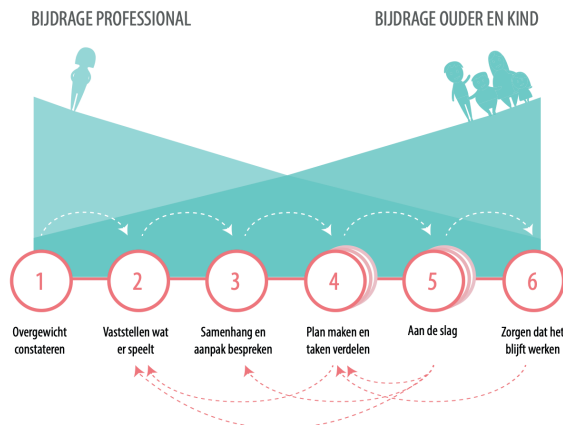 BIJDRAGE PROFESSIONAL
BIJDRAGE OUDER EN KIND
1
2
3
4
5
6
Overgewicht
constateren
Vaststellen wat
er speelt
Samenhang en
aanpak bespreken
Plan maken en
taken verdelen
Aan de slag
Zorgen dat het
blijft werken